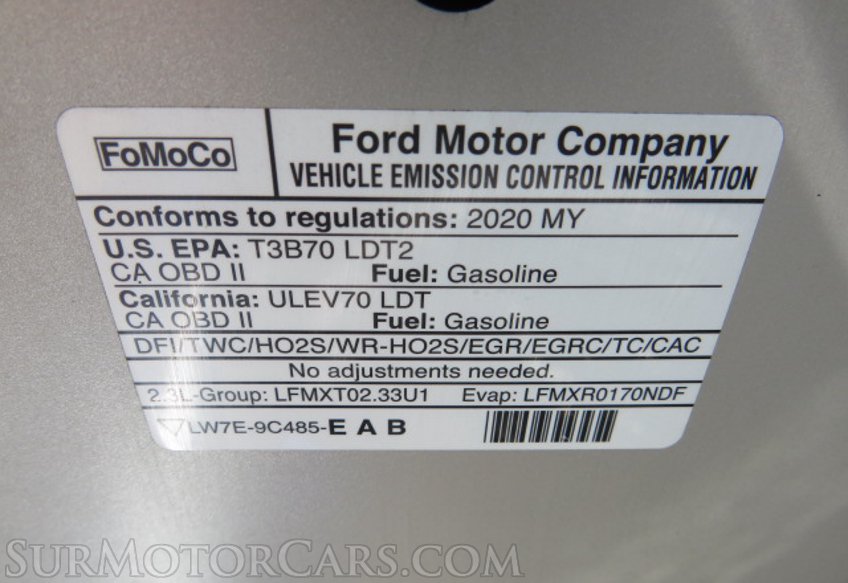 FoMoCo
Ford Motor Company
VEHICLE EMISSION CONTROL INFORMATION
Conforms to regulations: 2020 MY
U.S. EPA: T3B70 LDT2
CA OBD II Fuel: Gasoline
California: ULEV70 LDT
CA OBD II Fuel: Gasoline
DFI/TWC/HO2S/WR-HO2S/EGR/EGRC/TC/CAC
No adjustments needed.
2.3L-Group: LFMXT02.33U1 Evap: LFMXR0170NDF
LW7E-9C485-E A B
SURMOTORCARS.COM